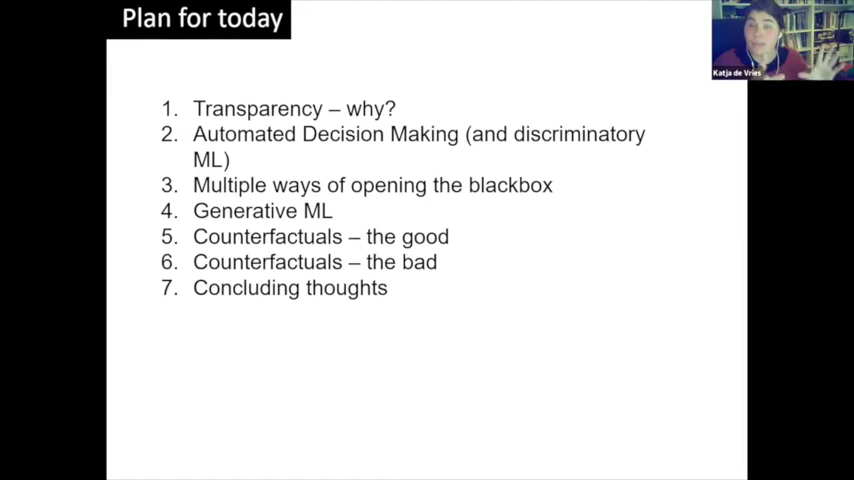 Plan for today
Katja de Vries
1. Transparency – why?
2. Automated Decision Making (and discriminatory
ML)
3. Multiple ways of opening the blackbox
4. Generative ML
5. Counterfactuals – the good
6. Counterfactuals – the bad
7. Concluding thoughts